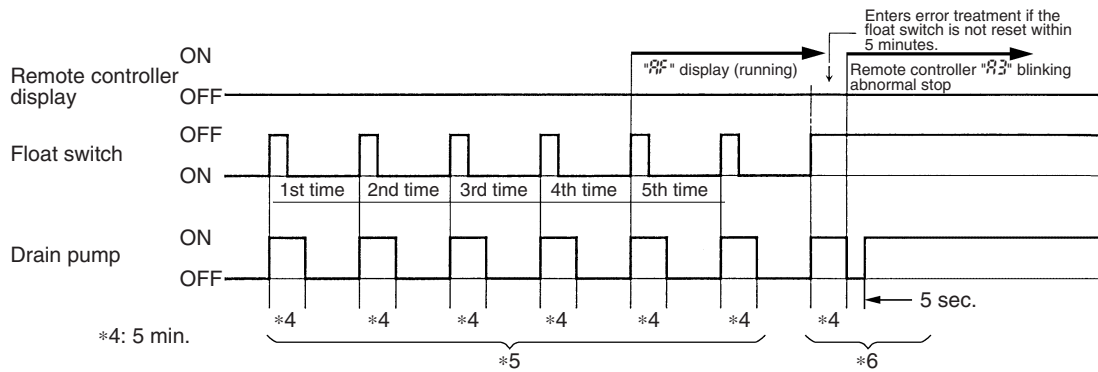 Enters error treatment if the
float switch is not reset within
5 minutes.
ON
"AF" display (running)
Remote controller "A3" blinking
abnormal stop
Remote controller
display
OFF
OFF
Float switch
ON
1st time
2nd time
3rd time
4th time
5th time
ON
Drain pump
OFF
5 sec.
*4 *4 *4 *4 *4 *4 *4
*4: 5 min.
*5
*6